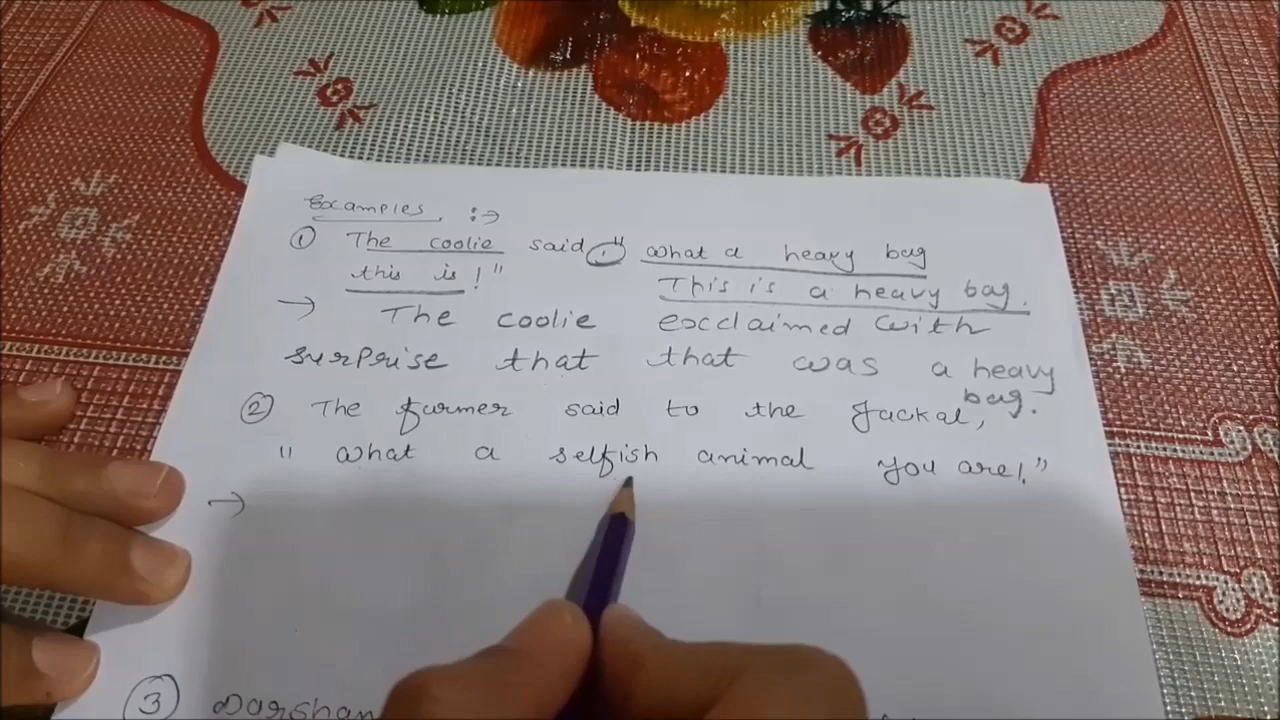 Examples :→
① The coolie said, " what a heavy bag
this is!"
This is a heavy bag.
→ The coolie exclaimed with
surprise that that was a heavy
bag.
② The farmer said to the Jackal,
" what a selfish animal you are!."
→
③ Darshan